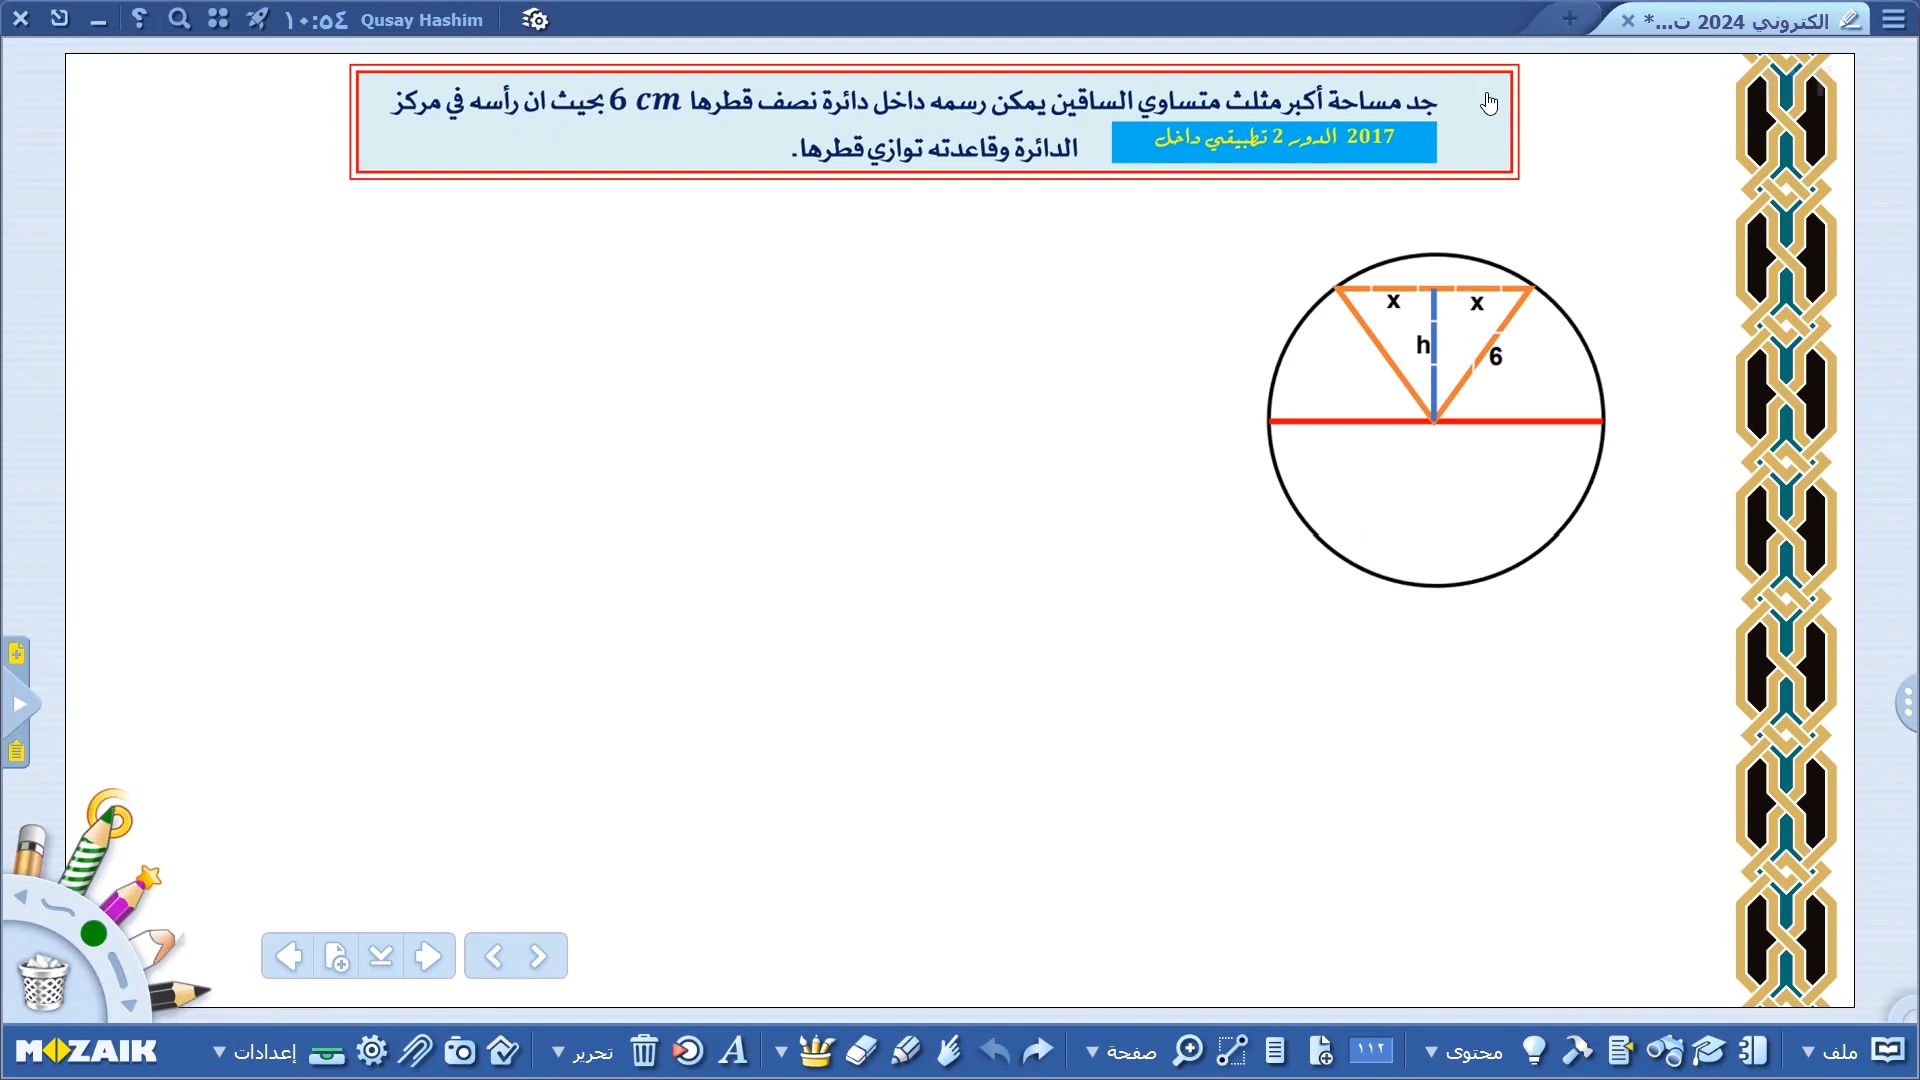 ١٠:٥٤ Qusay Hashim
الكتروني 2024 ت...*
جد مساحة أكبر مثلث متساوي الساقين يمكن رسمه داخل دائرة نصف قطرها 6 cm بحيث ان رأسه في مركز
الدائرة وقاعدته توازي قطرها.
2017 الدور 2 تطبيقي داخل
x x
h 6
ملف
محتوى
١١٢
صفحة
تحرير
إعدادات
MOZAIK